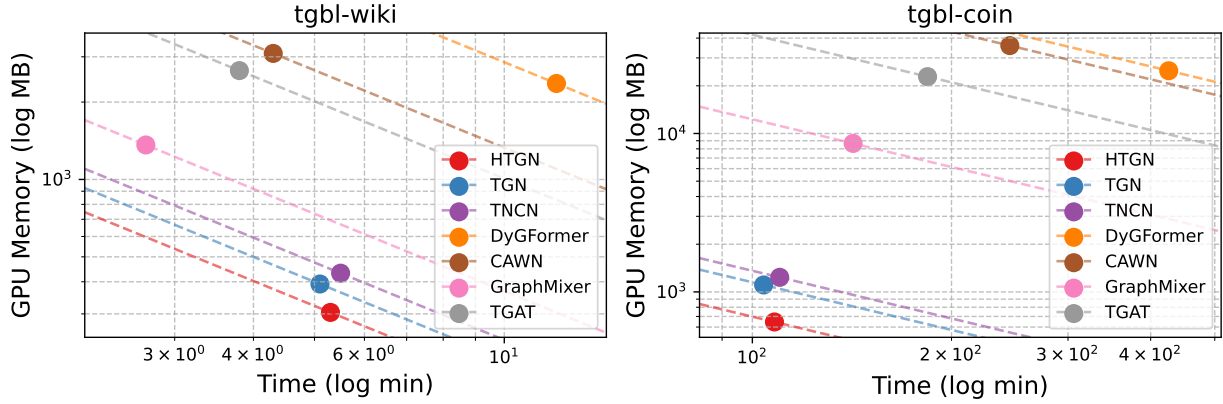 tgbl-wiki
GPU Memory (log MB)
10³
3 × 10⁰
4 × 10⁰
6 × 10⁰
10¹
Time (log min)
HTGN
TGN
TNCN
DyGFormer
CAWN
GraphMixer
TGAT
tgbl-coin
GPU Memory (log MB)
10⁴
10³
10²
2 × 10²
3 × 10²
4 × 10²
Time (log min)
HTGN
TGN
TNCN
DyGFormer
CAWN
GraphMixer
TGAT